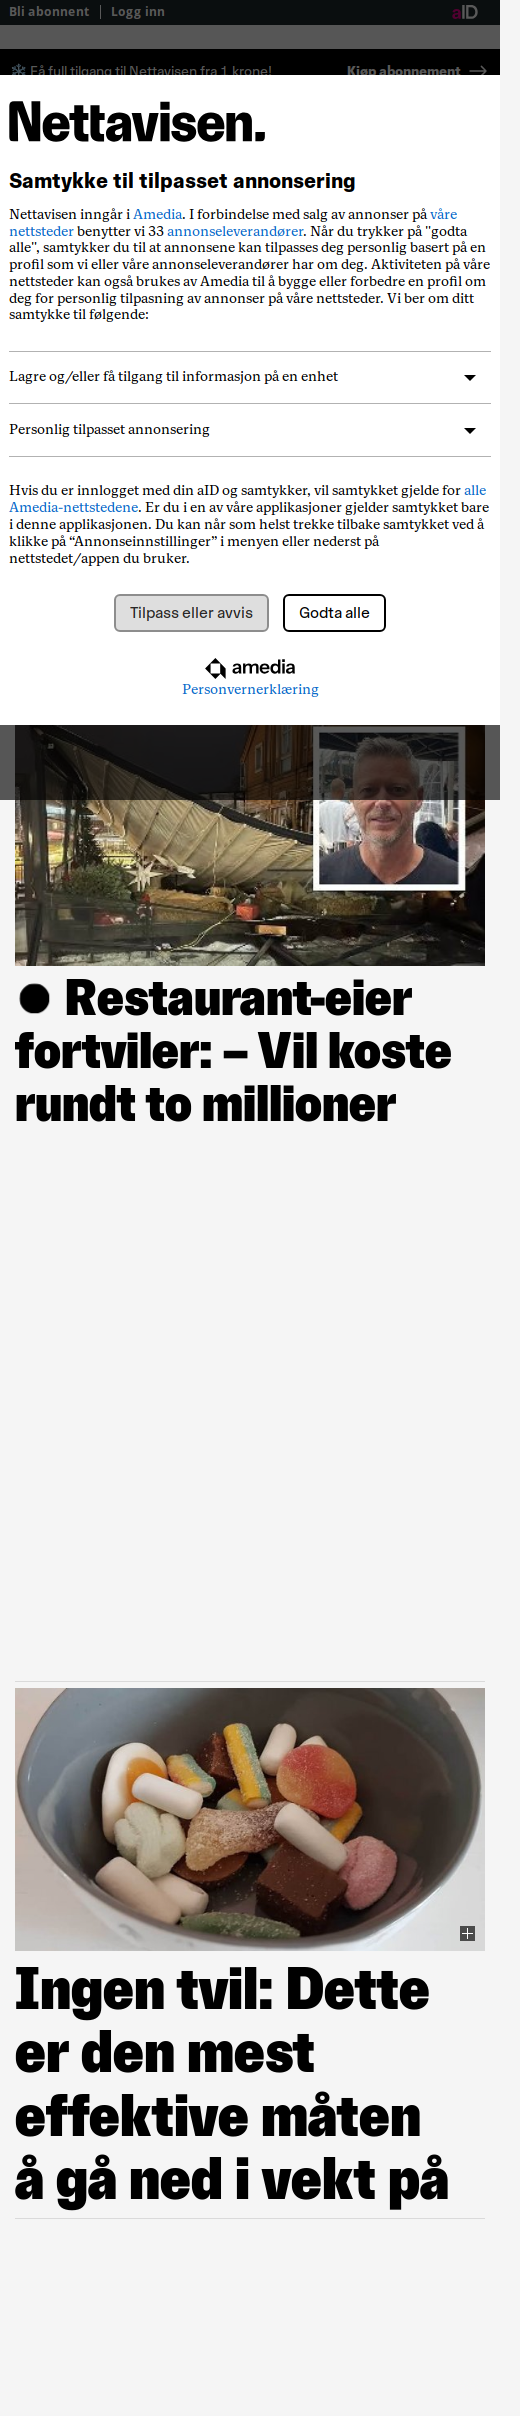 Bli abonnent | Logg inn
aID
Få full tilgang til Nettavisen fra 1 krone!
Kjøp abonnement →
Nettavisen.
Samtykke til tilpasset annonsering
Nettavisen inngår i Amedia. I forbindelse med salg av annonser på våre
nettsteder benytter vi 33 annonseleverandører. Når du trykker på "godta
alle", samtykker du til at annonsene kan tilpasses deg personlig basert på en
profil som vi eller våre annonseleverandører har om deg. Aktiviteten på våre
nettsteder kan også brukes av Amedia til å bygge eller forbedre en profil om
deg for personlig tilpasning av annonser på våre nettsteder. Vi ber om ditt
samtykke til følgende:
Lagre og/eller få tilgang til informasjon på en enhet
Personlig tilpasset annonsering
Hvis du er innlogget med din aID og samtykker, vil samtykket gjelde for alle
Amedia-nettstedene. Er du i en av våre applikasjoner gjelder samtykket bare
i denne applikasjonen. Du kan når som helst trekke tilbake samtykket ved å
klikke på “Annonseinnstillinger” i menyen eller nederst på
nettstedet/appen du bruker.
Tilpass eller avvis
Godta alle
amedia
Personvernerklæring
Restaurant-eier
fortviler: – Vil koste
rundt to millioner
Ingen tvil: Dette
er den mest
effektive måten
å gå ned i vekt på